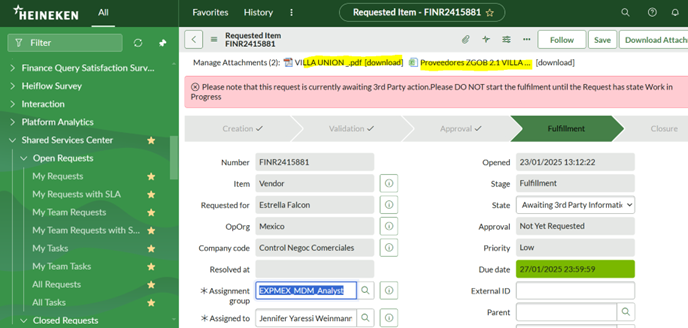 HEINEKEN
All
Favorites
History
Requested Item - FINR2415881
Filter
Finance Query Satisfaction Surv...
Heiflow Survey
Interaction
Platform Analytics
Shared Services Center
Open Requests
My Requests
My Requests with SLA
My Team Requests
My Team Requests with S...
My Tasks
My Team Tasks
All Requests
All Tasks
Closed Requests
Requested Item
FINR2415881
Follow
Save
Download Attach
Manage Attachments (2): VILLA UNION _.pdf [download] Proveedores ZGOB 2.1 VILLA ... [download]
Please note that this request is currently awaiting 3rd Party action.Please DO NOT start the fulfilment until the Request has state Work in
Progress
Creation
Validation
Approval
Fulfillment
Closure
Number FINR2415881
Item Vendor
Requested for Estrella Falcon
OpOrg Mexico
Company code Control Negoc Comerciales
Resolved at
Assignment
group EXPMEX_MDM_Analyst
Assigned to Jennifer Yaressi Weinmann
Opened 23/01/2025 13:12:22
Stage Fulfillment
State Awaiting 3rd Party Informati
Approval Not Yet Requested
Priority Low
Due date 27/01/2025 23:59:59
External ID
Parent